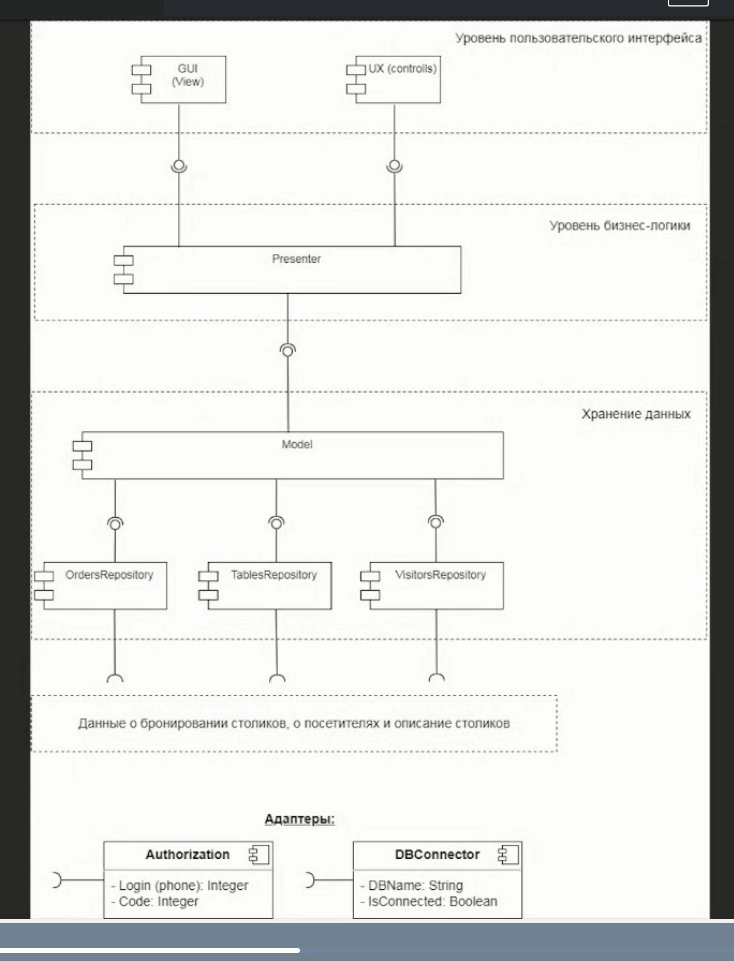 Уровень пользовательского интерфейса
GUI
(View)
UX (controlls)
Уровень бизнес-логики
Presenter
Хранение данных
Model
OrdersRepository
TablesRepository
VisitorsRepository
Данные о бронировании столиков, о посетителях и описание столиков
Адаптеры:
Authorization
- Login (phone): Integer
- Code: Integer
DBConnector
- DBName: String
- IsConnected: Boolean